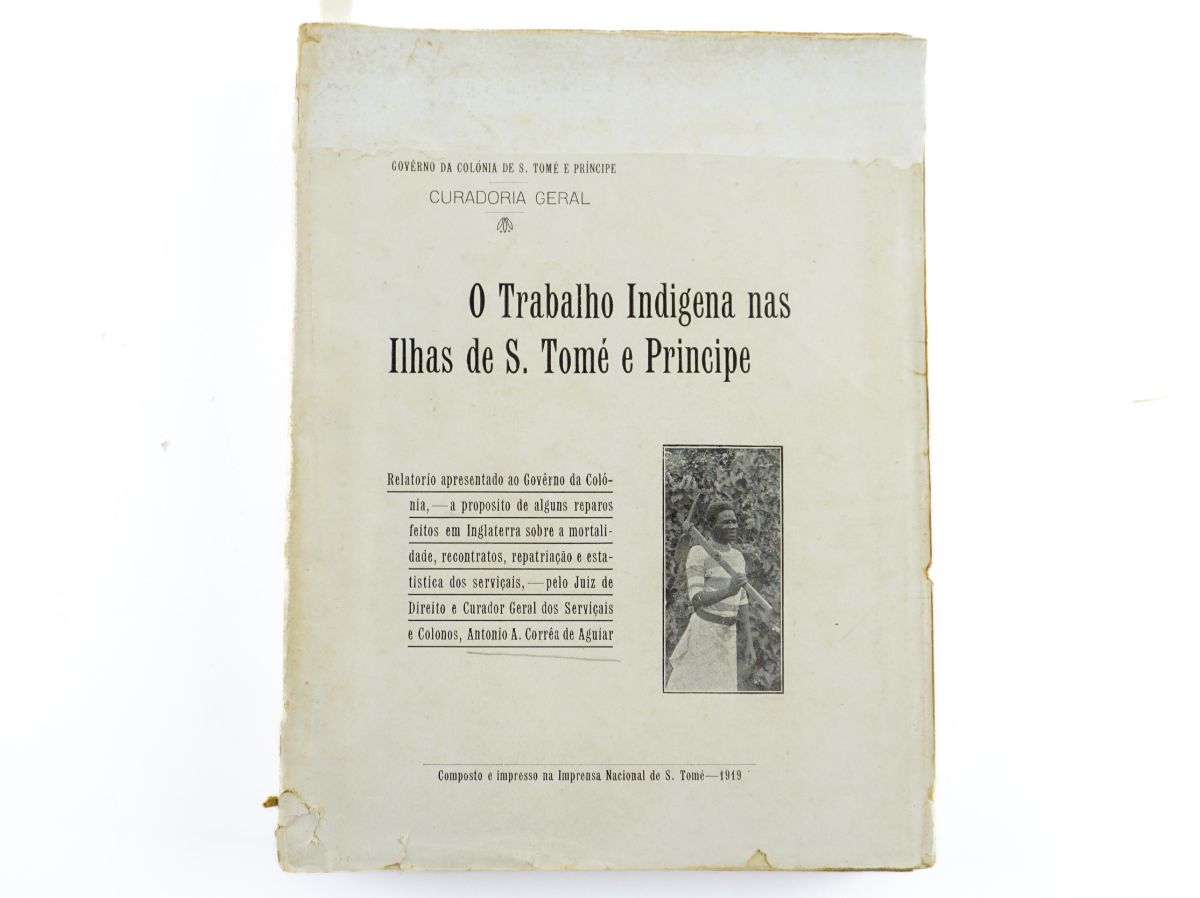 GOVÊRNO DA COLÓNIA DE S. TOMÉ E PRÍNCIPE
CURADORIA GERAL
O Trabalho Indigena nas
Ilhas de S. Tomé e Principe
Relatorio apresentado ao Govêrno da Coló-
nia,—a proposito de alguns reparos
feitos em Inglaterra sobre a mortali-
dade, recontratos, repatriação e esta-
tistica dos serviçais,—pelo Juiz de
Direito e Curador Geral dos Serviçais
e Colonos, Antonio A. Corrêa de Aguiar
Composto e impresso na Imprensa Nacional de S. Tomé—1919